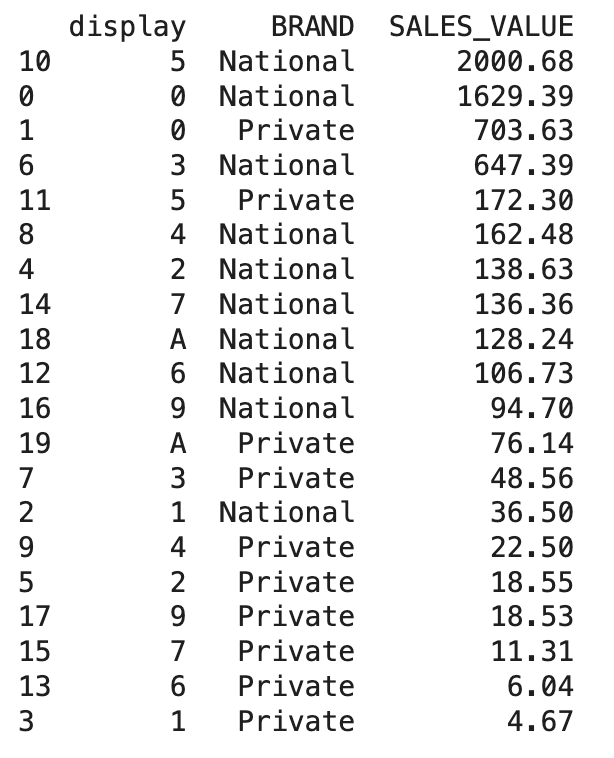 display BRAND SALES_VALUE
10 5 National 2000.68
0 0 National 1629.39
1 0 Private 703.63
6 3 National 647.39
11 5 Private 172.30
8 4 National 162.48
4 2 National 138.63
14 7 National 136.36
18 A National 128.24
12 6 National 106.73
16 9 National 94.70
19 A Private 76.14
7 3 Private 48.56
2 1 National 36.50
9 4 Private 22.50
5 2 Private 18.55
17 9 Private 18.53
15 7 Private 11.31
13 6 Private 6.04
3 1 Private 4.67